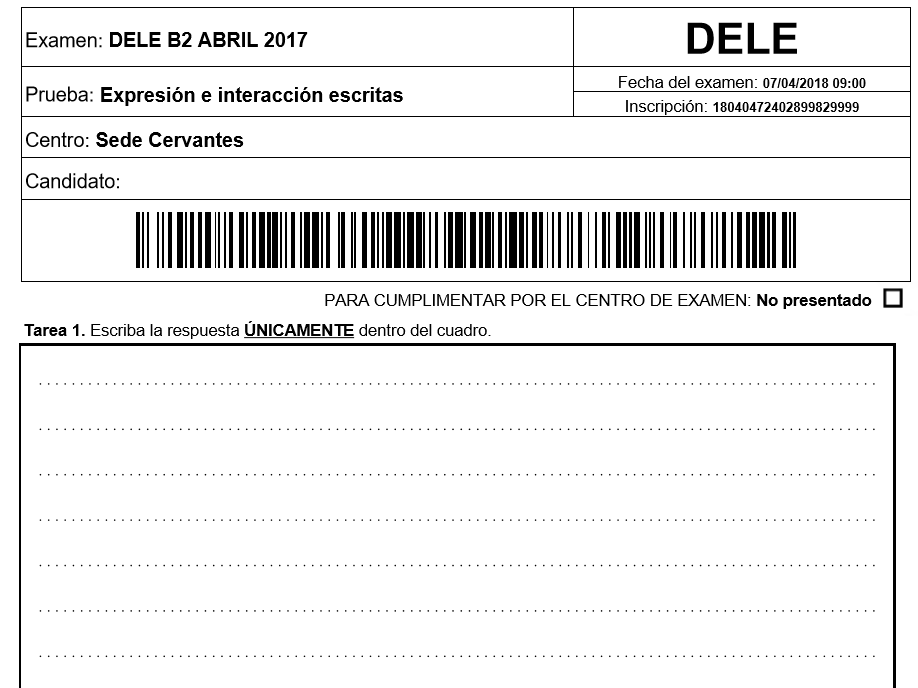 Examen: DELE B2 ABRIL 2017
DELE
Prueba: Expresión e interacción escritas
Fecha del examen: 07/04/2018 09:00
Inscripción: 18040472402899829999
Centro: Sede Cervantes
Candidato:
PARA CUMPLIMENTAR POR EL CENTRO DE EXAMEN: No presentado
Tarea 1. Escriba la respuesta ÚNICAMENTE dentro del cuadro.